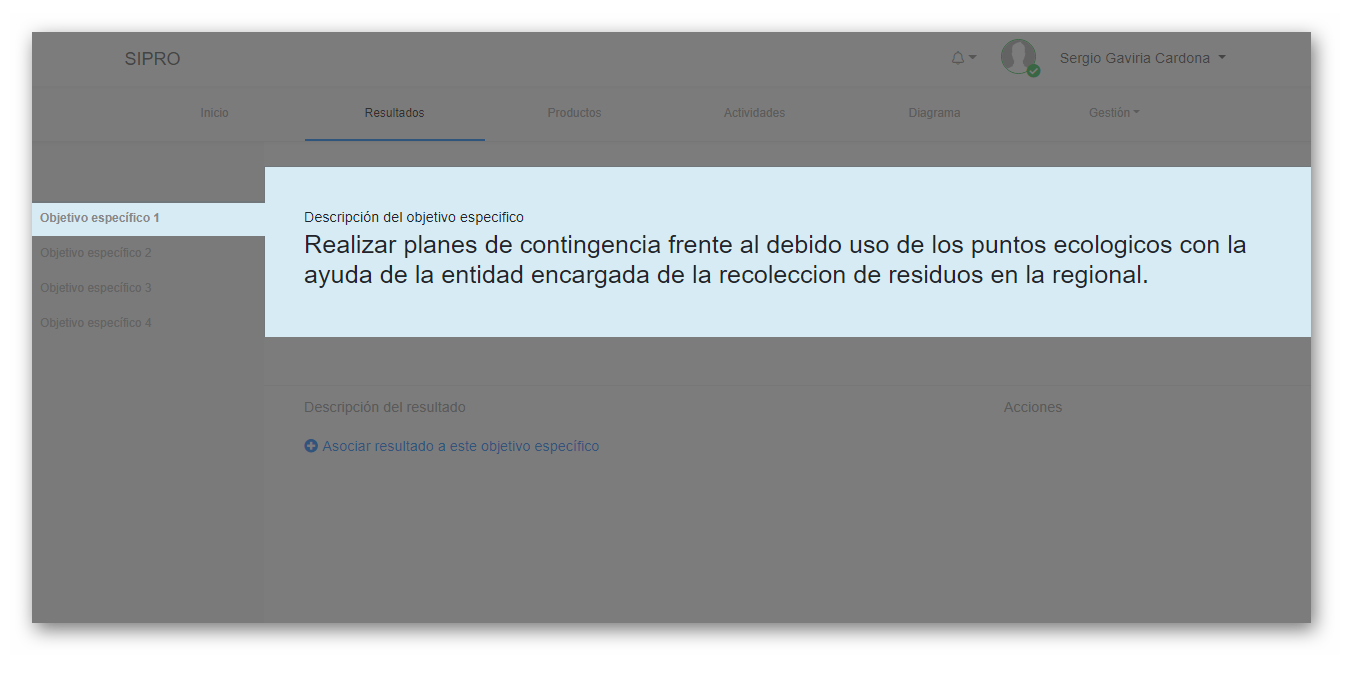 SIPRO
Sergio Gaviria Cardona
Inicio
Resultados
Productos
Actividades
Diagrama
Gestión
Objetivo específico 1
Objetivo específico 2
Objetivo específico 3
Objetivo específico 4
Descripción del objetivo especifico
Realizar planes de contingencia frente al debido uso de los puntos ecologicos con la
ayuda de la entidad encargada de la recoleccion de residuos en la regional.
Descripción del resultado
Acciones
Asociar resultado a este objetivo específico